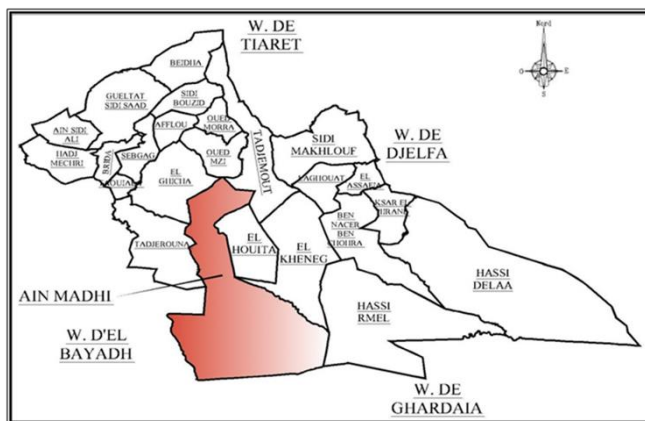 W. DE
TIARET
Nord
O
E
S
BEIDHA
GUELTAT
SIDI SAAD
SIDI
BOUZID
AIN SIDI
ALI
AFFLOU
OUED
MORRA
HADJ
MECHRI
BRIDA
SEBGAG
OUED
MZI
TADJEMOUT
SIDI
MAKHLOUF
W. DE
DJELFA
EL
GHICHA
LAGHOUAT
EL
ASSAFIA
KSAR EL
HIRANE
BEN
NACER
BEN
CHOHRA
TADJEROUNA
EL
HOUITA
EL
KHENEG
HASSI
DELAA
AIN MADHI
HASSI
RMEL
W. D'EL
BAYADH
W. DE
GHARDAIA